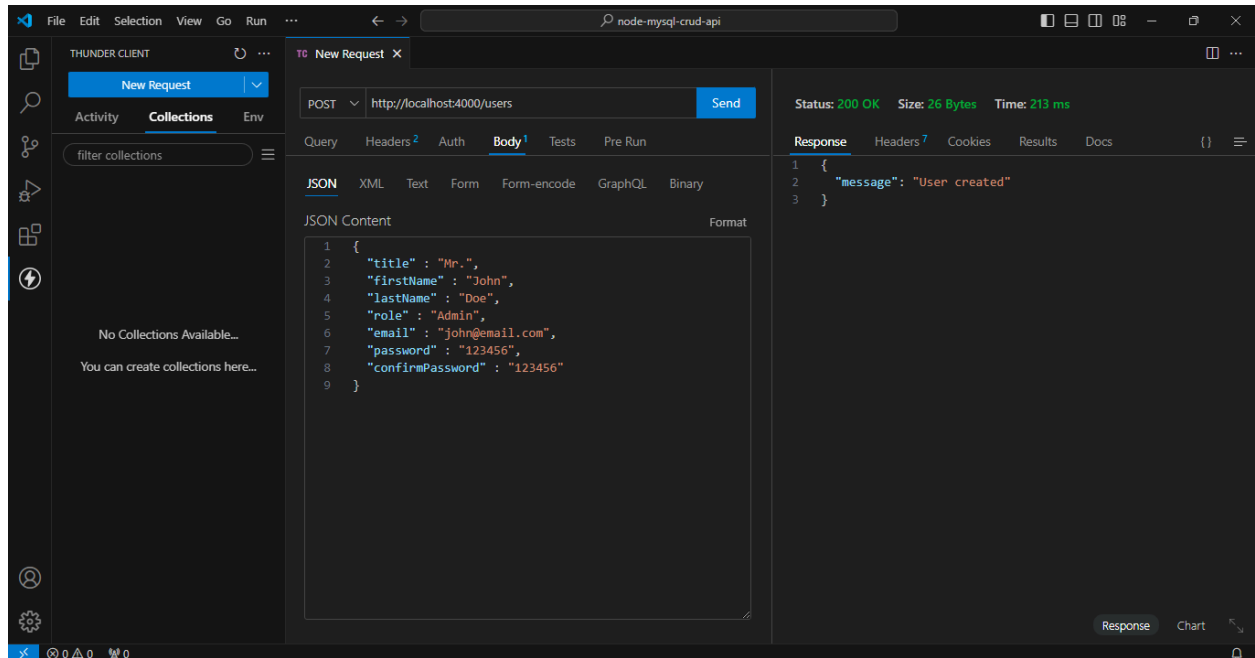 File Edit Selection View Go Run ··· ← → node-mysql-crud-api
THUNDER CLIENT
New Request
Activity Collections Env
filter collections
No Collections Available...
You can create collections here...
TC New Request
POST http://localhost:4000/users Send
Query Headers 2 Auth Body 1 Tests Pre Run
JSON XML Text Form Form-encode GraphQL Binary
JSON Content Format
1 {
2 "title" : "Mr.",
3 "firstName" : "John",
4 "lastName" : "Doe",
5 "role" : "Admin",
6 "email" : "john@email.com",
7 "password" : "123456",
8 "confirmPassword" : "123456"
9 }
Status: 200 OK Size: 26 Bytes Time: 213 ms
Response Headers 7 Cookies Results Docs {}
1 {
2 "message": "User created"
3 }
Response Chart
0 0 0